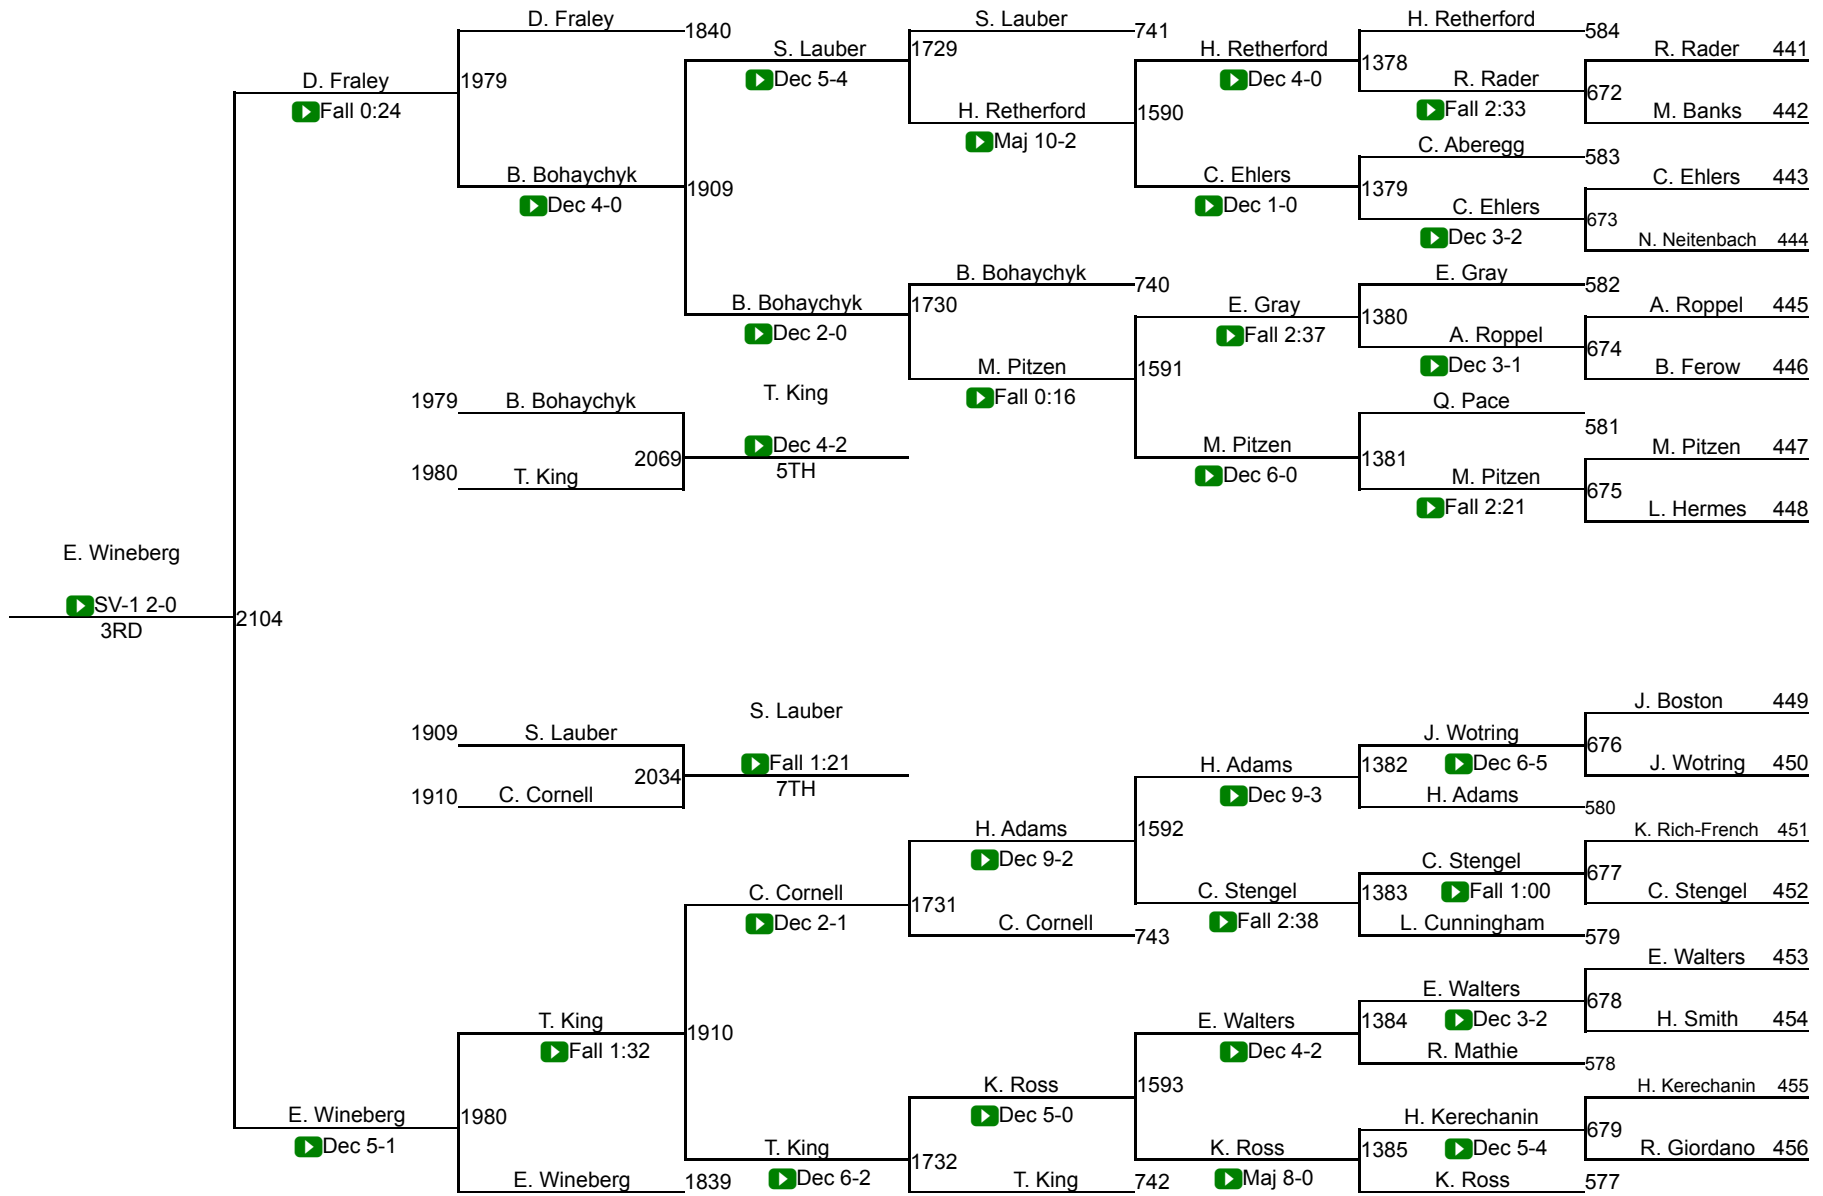 D. Fraley
S. Lauber
H. Retherford
1840
741
584
S. Lauber
1729
H. Retherford
R. Rader 441
D. Fraley
1979
Dec 5-4
Dec 4-0
1378
R. Rader
672
Fall 0:24
H. Retherford
1590
Fall 2:33
M. Banks 442
Maj 10-2
C. Aberegg
583
B. Bohaychyk
1909
C. Ehlers
1379
C. Ehlers 443
Dec 4-0
Dec 1-0
C. Ehlers
673
Dec 3-2
N. Neitenbach 444
B. Bohaychyk
740
E. Gray
582
B. Bohaychyk
1730
E. Gray
1380
A. Roppel 445
Dec 2-0
Fall 2:37
A. Roppel
674
M. Pitzen
1591
Dec 3-1
B. Ferow 446
T. King
Fall 0:16
1979
B. Bohaychyk
Q. Pace
581
Dec 4-2
M. Pitzen
1381
M. Pitzen 447
2069
5TH
Dec 6-0
1980
T. King
M. Pitzen
675
Fall 2:21
L. Hermes 448
E. Wineberg
SV-1 2-0
2104
3RD
J. Boston 449
S. Lauber
1909
S. Lauber
J. Wotring
676
Fall 1:21
H. Adams
1382
Dec 6-5
J. Wotring 450
2034
7TH
1910
C. Cornell
Dec 9-3
H. Adams
580
H. Adams
1592
K. Rich-French 451
Dec 9-2
C. Stengel
677
C. Cornell
1731
C. Stengel
1383
Fall 1:00
C. Stengel 452
Dec 2-1
C. Cornell
743
Fall 2:38
L. Cunningham
579
E. Walters 453
E. Walters
678
T. King
1910
E. Walters
1384
Dec 3-2
H. Smith 454
Fall 1:32
Dec 4-2
R. Mathie
578
K. Ross
1593
H. Kerechanin 455
E. Wineberg
1980
Dec 5-0
H. Kerechanin
679
Dec 5-1
T. King
1732
K. Ross
1385
Dec 5-4
R. Giordano 456
E. Wineberg
1839
Dec 6-2
T. King
742
Maj 8-0
K. Ross
577